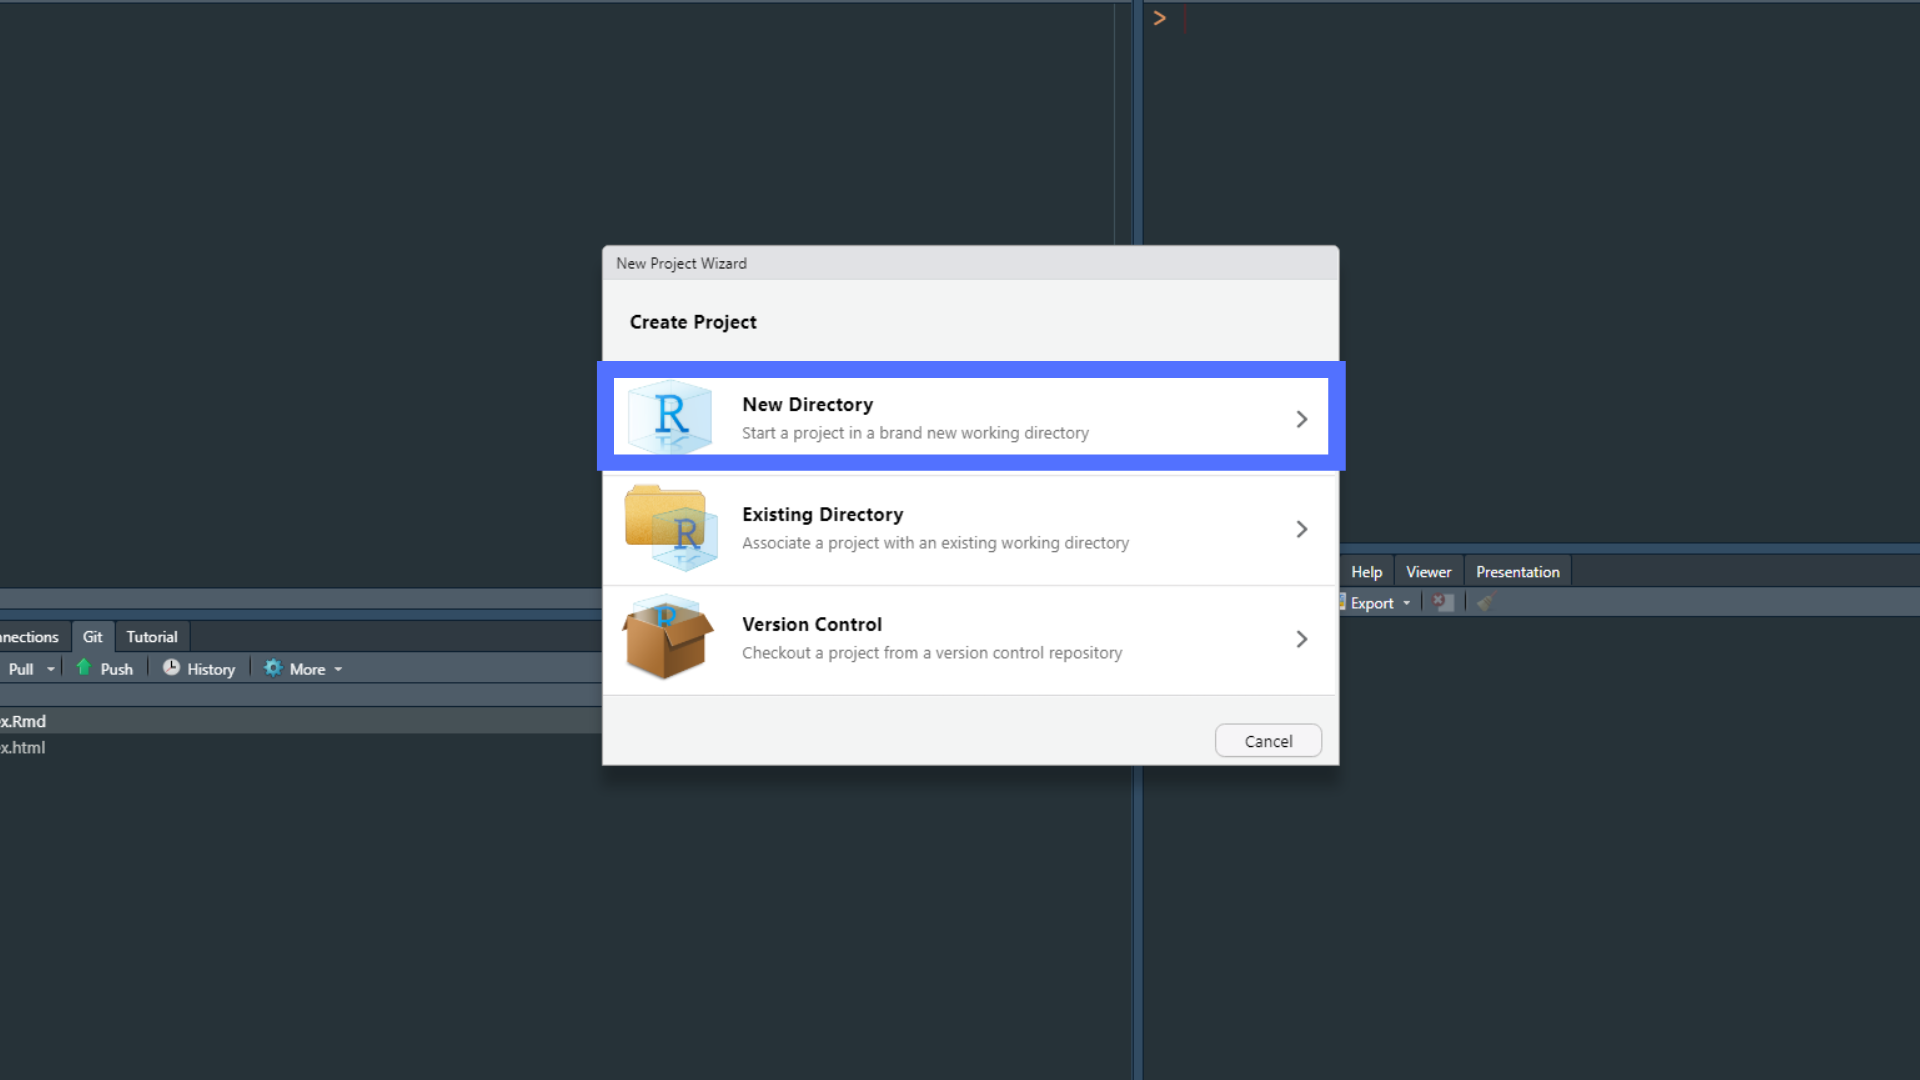 >
New Project Wizard
Create Project
R
New Directory
Start a project in a brand new working directory
R
Existing Directory
Associate a project with an existing working directory
R
Version Control
Checkout a project from a version control repository
Cancel
Help Viewer Presentation
Export
nnections Git Tutorial
Pull Push History More
x.Rmd
x.html